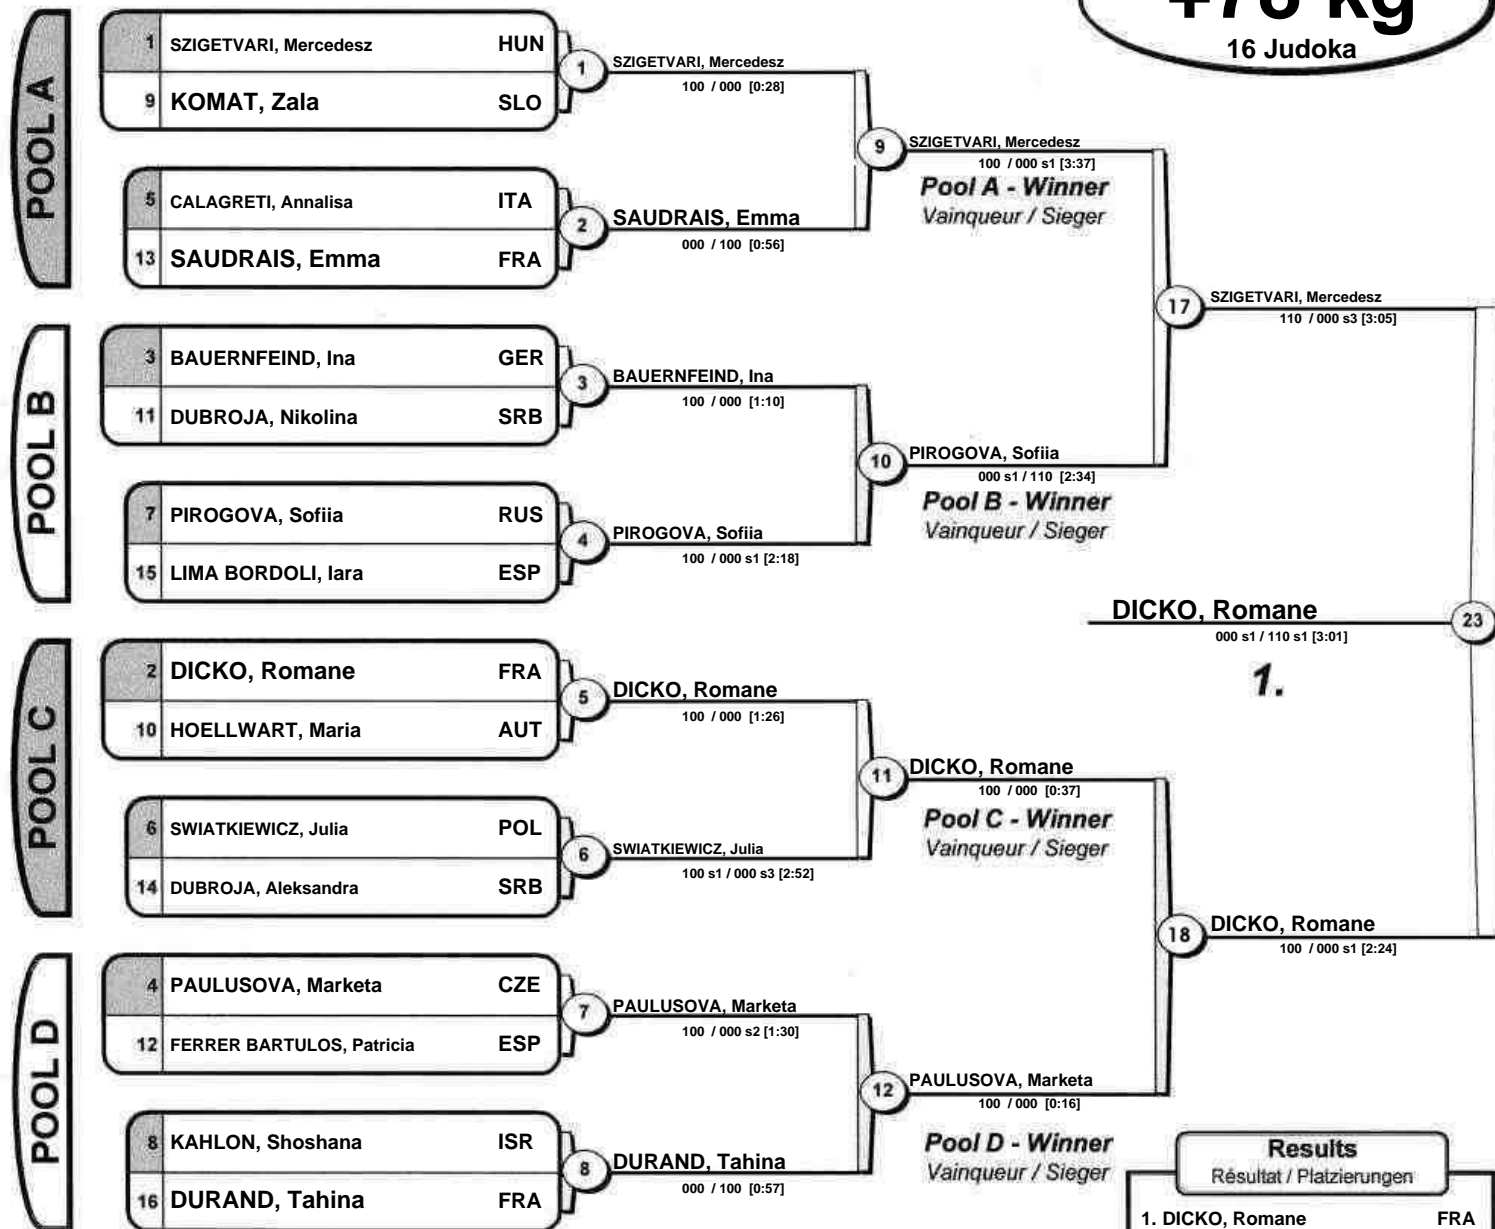 +78 kg
16 Judoka
POOL A
1 SZIGETVARI, Mercedesz HUN
9 KOMAT, Zala SLO
1
SZIGETVARI, Mercedesz
100 / 000 [0:28]
5 CALAGRETI, Annalisa ITA
13 SAUDRAIS, Emma FRA
2
SAUDRAIS, Emma
000 / 100 [0:56]
9
SZIGETVARI, Mercedesz
100 / 000 s1 [3:37]
Pool A - Winner
Vainqueur / Sieger
POOL B
3 BAUERNFEIND, Ina GER
11 DUBROJA, Nikolina SRB
3
BAUERNFEIND, Ina
100 / 000 [1:10]
7 PIROGOVA, Sofiia RUS
15 LIMA BORDOLI, Iara ESP
4
PIROGOVA, Sofiia
100 / 000 s1 [2:18]
10
PIROGOVA, Sofiia
000 s1 / 110 [2:34]
Pool B - Winner
Vainqueur / Sieger
17
SZIGETVARI, Mercedesz
110 / 000 s3 [3:05]
DICKO, Romane
000 s1 / 110 s1 [3:01]
23
1.
POOL C
2 DICKO, Romane FRA
10 HOELLWART, Maria AUT
5
DICKO, Romane
100 / 000 [1:26]
6 SWIATKIEWICZ, Julia POL
14 DUBROJA, Aleksandra SRB
6
SWIATKIEWICZ, Julia
100 s1 / 000 s3 [2:52]
11
DICKO, Romane
100 / 000 [0:37]
Pool C - Winner
Vainqueur / Sieger
18
DICKO, Romane
100 / 000 s1 [2:24]
POOL D
4 PAULUSOVA, Marketa CZE
12 FERRER BARTULOS, Patricia ESP
7
PAULUSOVA, Marketa
100 / 000 s2 [1:30]
8 KAHLON, Shoshana ISR
16 DURAND, Tahina FRA
8
DURAND, Tahina
000 / 100 [0:57]
12
PAULUSOVA, Marketa
100 / 000 [0:16]
Pool D - Winner
Vainqueur / Sieger
Results
Résultat / Platzierungen
1. DICKO, Romane FRA